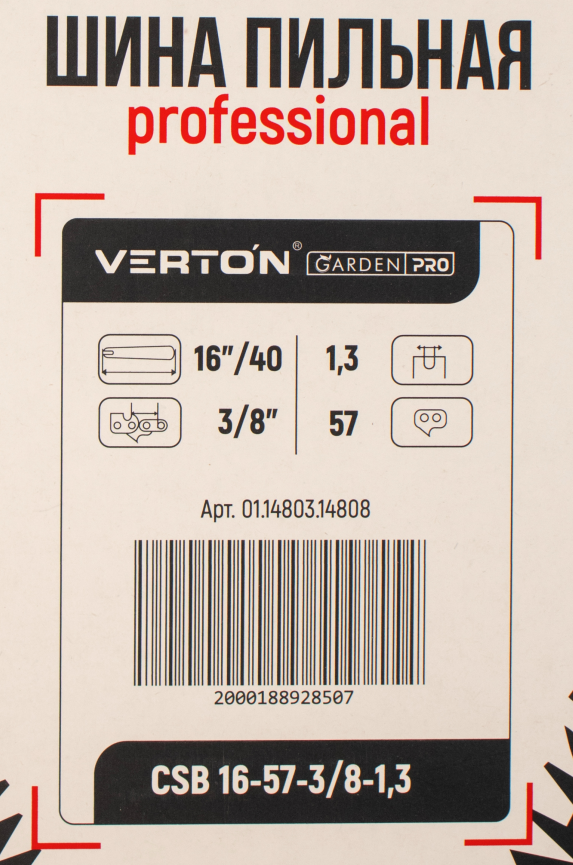 ШИНА ПИЛЬНАЯ
professional
VERTON® GARDEN PRO
16"/40 1,3
3/8" 57
Арт. 01.14803.14808
2000188928507
CSB 16-57-3/8-1,3